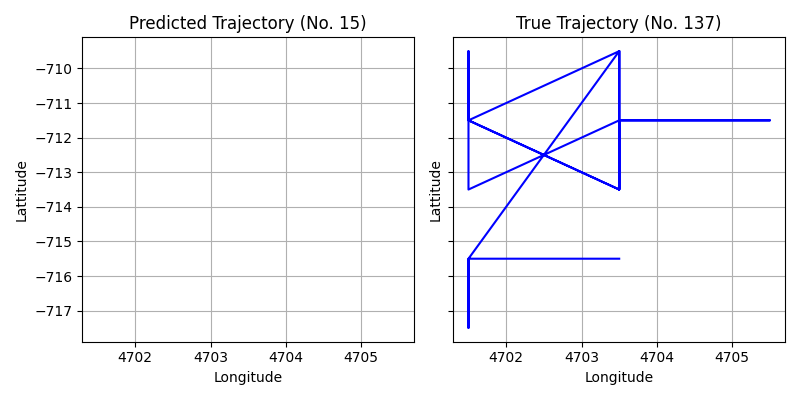 Predicted Trajectory (No. 15)
True Trajectory (No. 137)
−710
−711
−712
−713
−714
−715
−716
−717
Lattitude
Lattitude
4702
4703
4704
4705
4702
4703
4704
4705
Longitude
Longitude